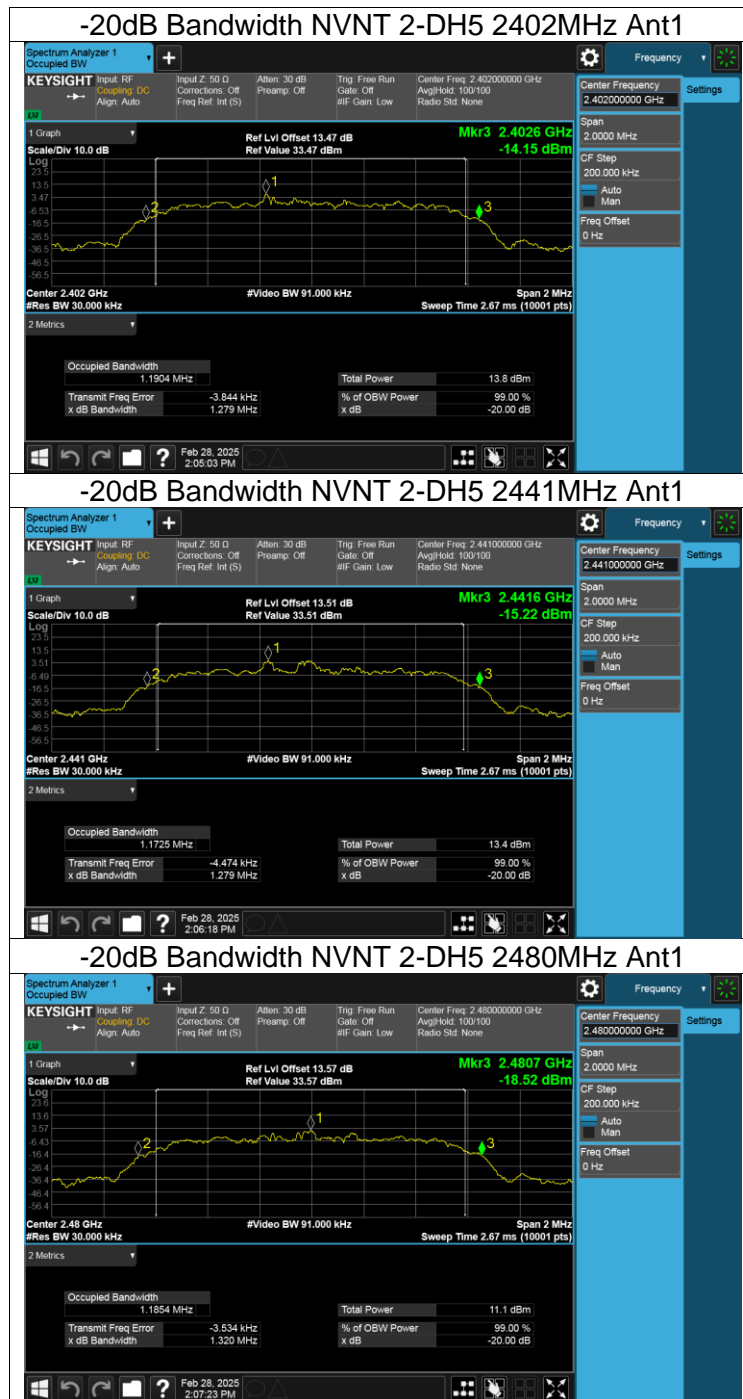 -20dB Bandwidth NVNT 2-DH5 2402MHz Ant1
Spectrum Analyzer 1
Occupied BW
+
Frequency
KEYSIGHT
Input: RF
Coupling: DC
Align: Auto
Input Z: 50 Ω
Corrections: Off
Freq Ref: Int (S)
Atten: 30 dB
Preamp: Off
Trig: Free Run
Gate: Off
#IF Gain: Low
Center Freq: 2.402000000 GHz
Avg|Hold: 100/100
Radio Std: None
Center Frequency
2.402000000 GHz
Settings
Span
2.0000 MHz
CF Step
200.000 kHz
Auto
Man
Freq Offset
0 Hz
LXI
1 Graph
Scale/Div 10.0 dB
Ref Lvl Offset 13.47 dB
Ref Value 33.47 dBm
Mkr3 2.4026 GHz
-14.15 dBm
Log
23.5
13.5
3.47
-6.53
-16.5
-26.5
-36.5
-46.5
-56.5
1
2
3
Center 2.402 GHz
#Video BW 91.000 kHz
Span 2 MHz
#Res BW 30.000 kHz
Sweep Time 2.67 ms (10001 pts)
2 Metrics
Occupied Bandwidth
1.1904 MHz
Total Power 13.8 dBm
Transmit Freq Error -3.844 kHz
% of OBW Power 99.00 %
x dB Bandwidth 1.279 MHz
x dB -20.00 dB
?
Feb 28, 2025
2:05:03 PM
-20dB Bandwidth NVNT 2-DH5 2441MHz Ant1
Spectrum Analyzer 1
Occupied BW
+
Frequency
KEYSIGHT
Input: RF
Coupling: DC
Align: Auto
Input Z: 50 Ω
Corrections: Off
Freq Ref: Int (S)
Atten: 30 dB
Preamp: Off
Trig: Free Run
Gate: Off
#IF Gain: Low
Center Freq: 2.441000000 GHz
Avg|Hold: 100/100
Radio Std: None
Center Frequency
2.441000000 GHz
Settings
Span
2.0000 MHz
CF Step
200.000 kHz
Auto
Man
Freq Offset
0 Hz
LXI
1 Graph
Scale/Div 10.0 dB
Ref Lvl Offset 13.51 dB
Ref Value 33.51 dBm
Mkr3 2.4416 GHz
-15.22 dBm
Log
23.5
13.5
3.51
-6.49
-16.5
-26.5
-36.5
-46.5
-56.5
1
2
3
Center 2.441 GHz
#Video BW 91.000 kHz
Span 2 MHz
#Res BW 30.000 kHz
Sweep Time 2.67 ms (10001 pts)
2 Metrics
Occupied Bandwidth
1.1725 MHz
Total Power 13.4 dBm
Transmit Freq Error -4.474 kHz
% of OBW Power 99.00 %
x dB Bandwidth 1.279 MHz
x dB -20.00 dB
?
Feb 28, 2025
2:06:18 PM
-20dB Bandwidth NVNT 2-DH5 2480MHz Ant1
Spectrum Analyzer 1
Occupied BW
+
Frequency
KEYSIGHT
Input: RF
Coupling: DC
Align: Auto
Input Z: 50 Ω
Corrections: Off
Freq Ref: Int (S)
Atten: 30 dB
Preamp: Off
Trig: Free Run
Gate: Off
#IF Gain: Low
Center Freq: 2.480000000 GHz
Avg|Hold: 100/100
Radio Std: None
Center Frequency
2.480000000 GHz
Settings
Span
2.0000 MHz
CF Step
200.000 kHz
Auto
Man
Freq Offset
0 Hz
LXI
1 Graph
Scale/Div 10.0 dB
Ref Lvl Offset 13.57 dB
Ref Value 33.57 dBm
Mkr3 2.4807 GHz
-18.52 dBm
Log
23.6
13.6
3.57
-6.43
-16.4
-26.4
-36.4
-46.4
-56.4
1
2
3
Center 2.48 GHz
#Video BW 91.000 kHz
Span 2 MHz
#Res BW 30.000 kHz
Sweep Time 2.67 ms (10001 pts)
2 Metrics
Occupied Bandwidth
1.1854 MHz
Total Power 11.1 dBm
Transmit Freq Error -3.534 kHz
% of OBW Power 99.00 %
x dB Bandwidth 1.320 MHz
x dB -20.00 dB
?
Feb 28, 2025
2:07:23 PM